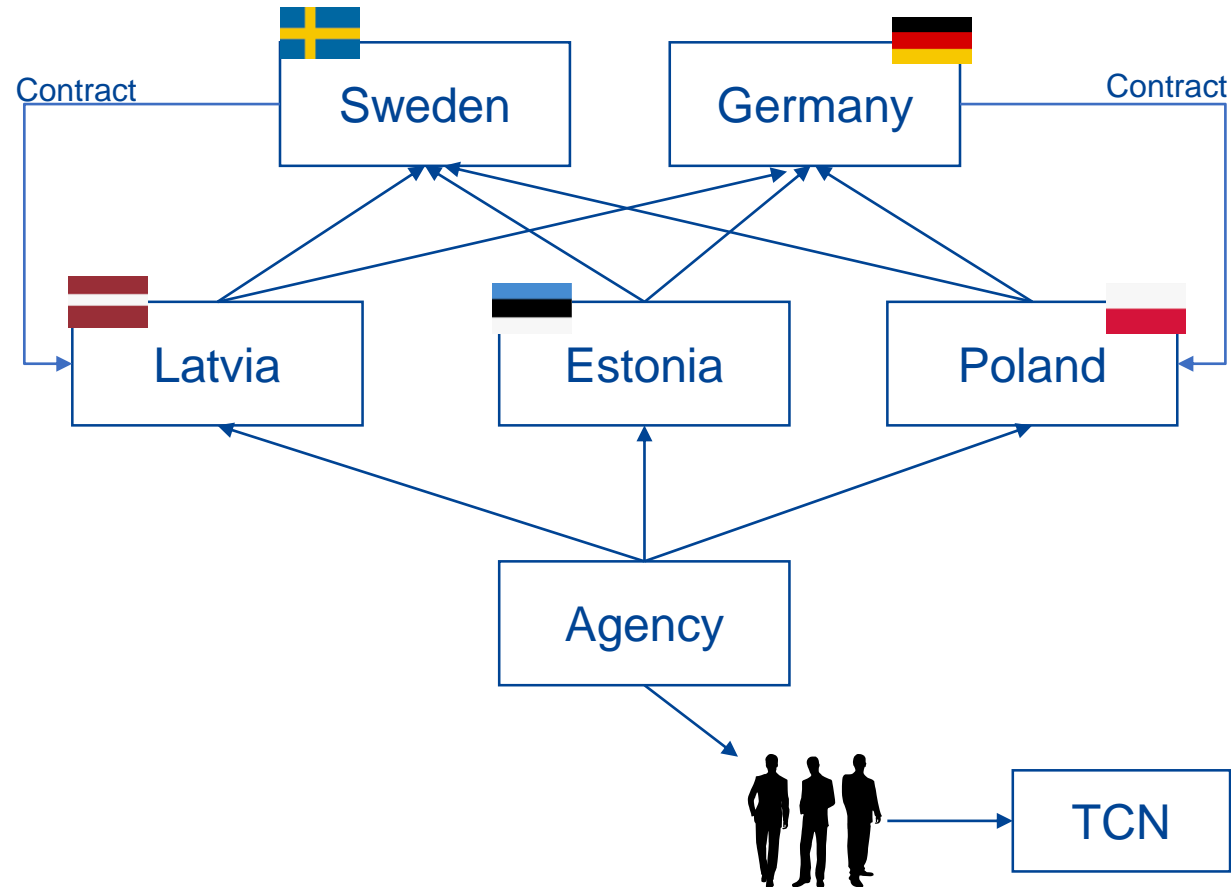 Contract
Sweden
Germany
Contract
Latvia
Estonia
Poland
Agency
TCN